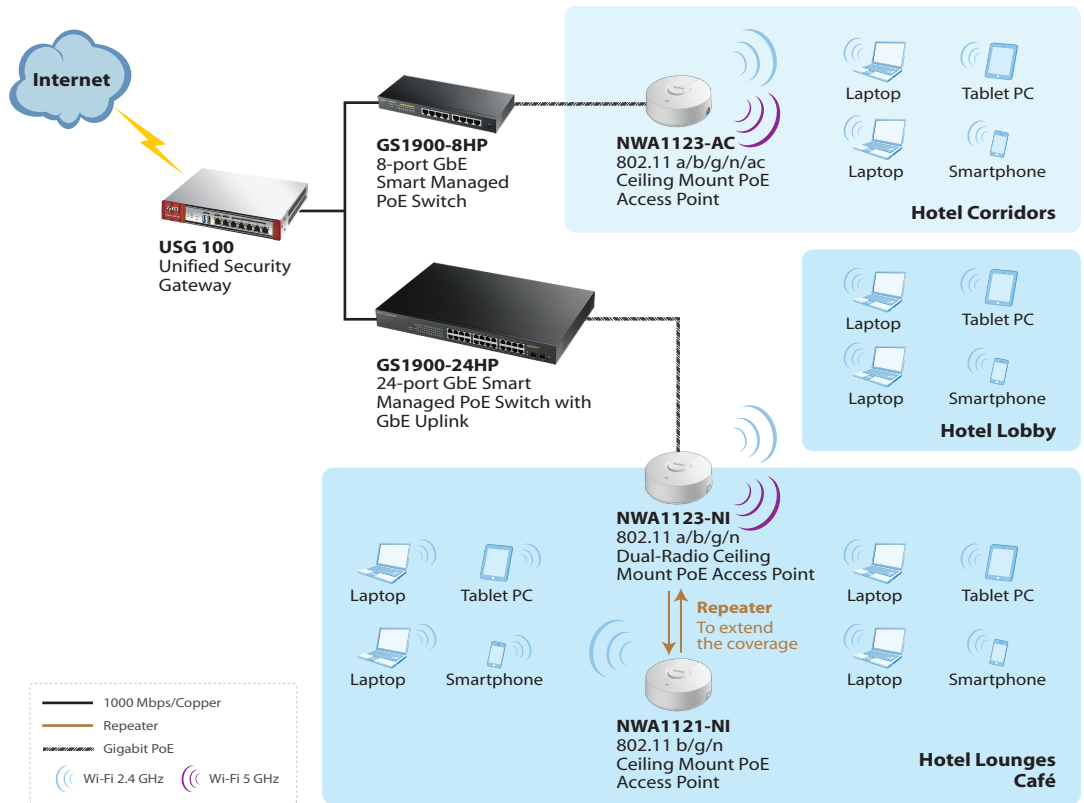 Internet
GS1900-8HP
8-port GbE
Smart Managed
PoE Switch
NWA1123-AC
802.11 a/b/g/n/ac
Ceiling Mount PoE
Access Point
Laptop
Tablet PC
Laptop
Smartphone
Hotel Corridors
USG 100
Unified Security
Gateway
GS1900-24HP
24-port GbE Smart
Managed PoE Switch with
GbE Uplink
Laptop
Tablet PC
Laptop
Smartphone
Hotel Lobby
NWA1123-NI
802.11 a/b/g/n
Dual-Radio Ceiling
Mount PoE Access Point
Laptop
Tablet PC
Laptop
Smartphone
Repeater
To extend
the coverage
Laptop
Tablet PC
Laptop
Smartphone
NWA1121-NI
802.11 b/g/n
Ceiling Mount PoE
Access Point
Hotel Lounges
Café
1000 Mbps/Copper
Repeater
Gigabit PoE
Wi-Fi 2.4 GHz
Wi-Fi 5 GHz